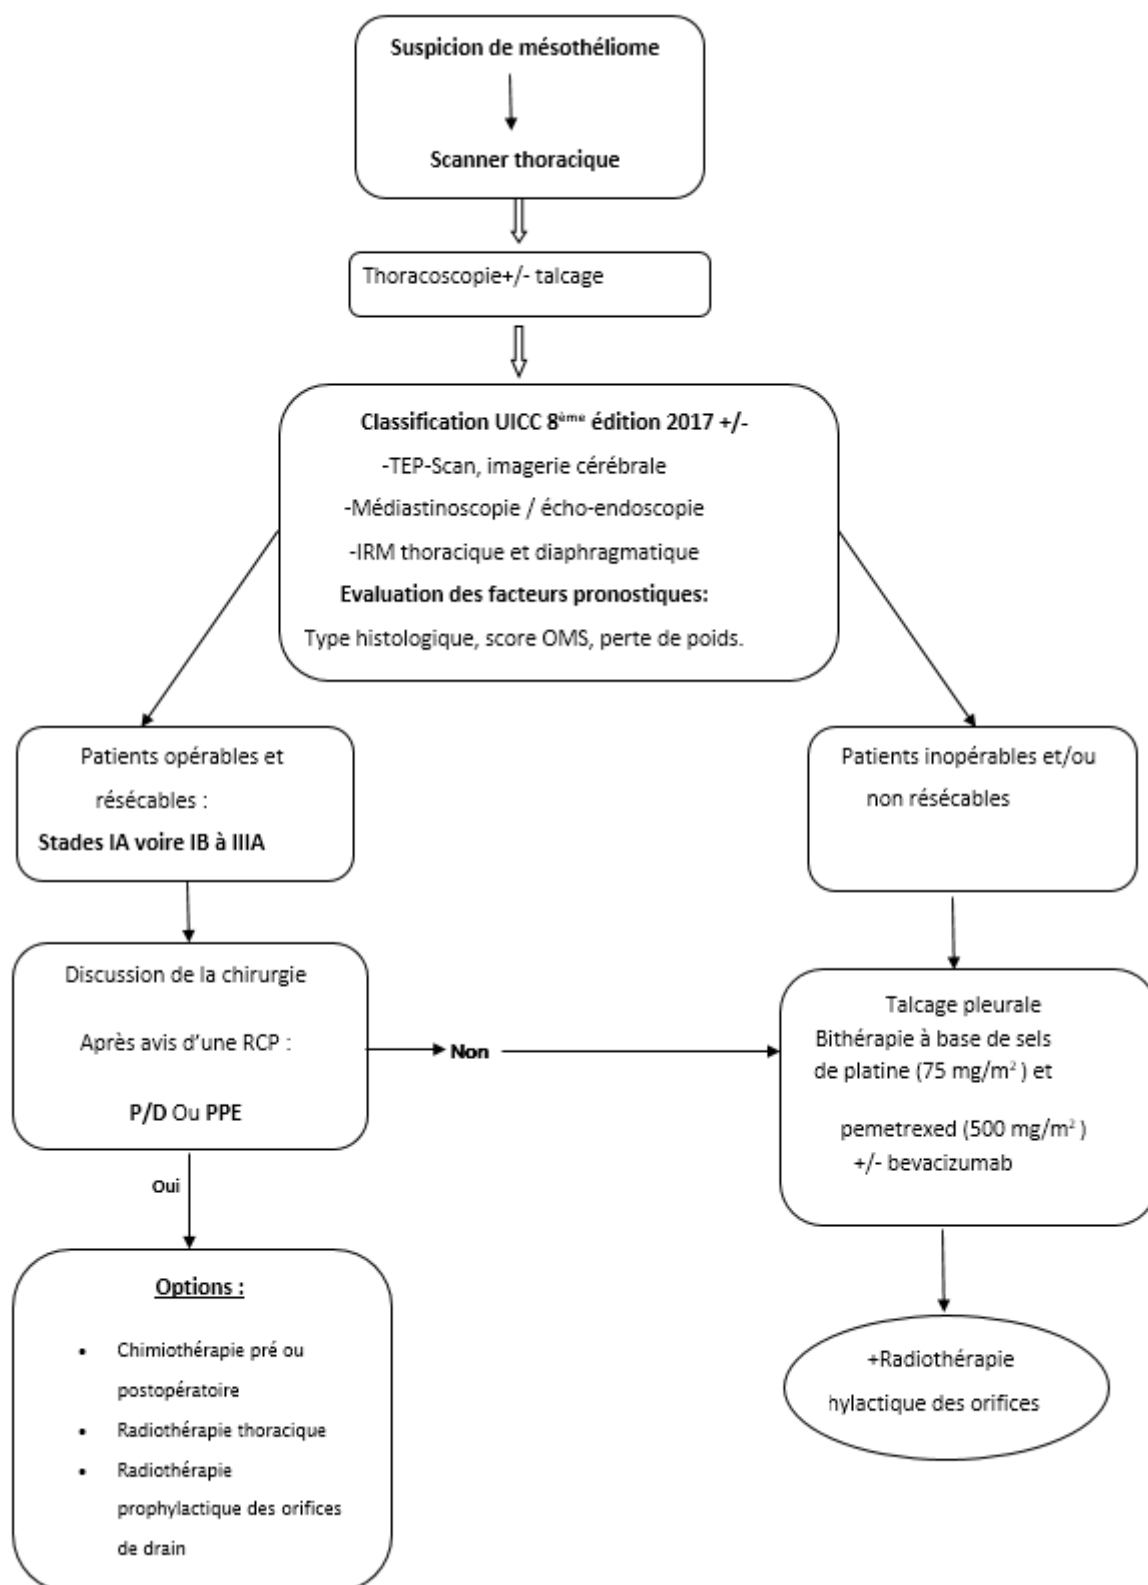 Suspicion de mésothéliome
Scanner thoracique
Thoracoscopie+/- talcage
Classification UICC 8ème édition 2017 +/-
-TEP-Scan, imagerie cérébrale
-Médiastinoscopie / écho-endoscopie
-IRM thoracique et diaphragmatique
Evaluation des facteurs pronostiques:
Type histologique, score OMS, perte de poids.
Patients opérables et
résécables :
Stades IA voire IB à IIIA
Patients inopérables et/ou
non résécables
Discussion de la chirurgie
Après avis d’une RCP :
P/D Ou PPE
Non
Talcage pleurale
Bithérapie à base de sels
de platine (75 mg/m²) et
pemetrexed (500 mg/m²)
+/- bevacizumab
Oui
Options :
• Chimiothérapie pré ou
postopératoire
• Radiothérapie thoracique
• Radiothérapie
prophylactique des orifices
de drain
+Radiothérapie
hylactique des orifices